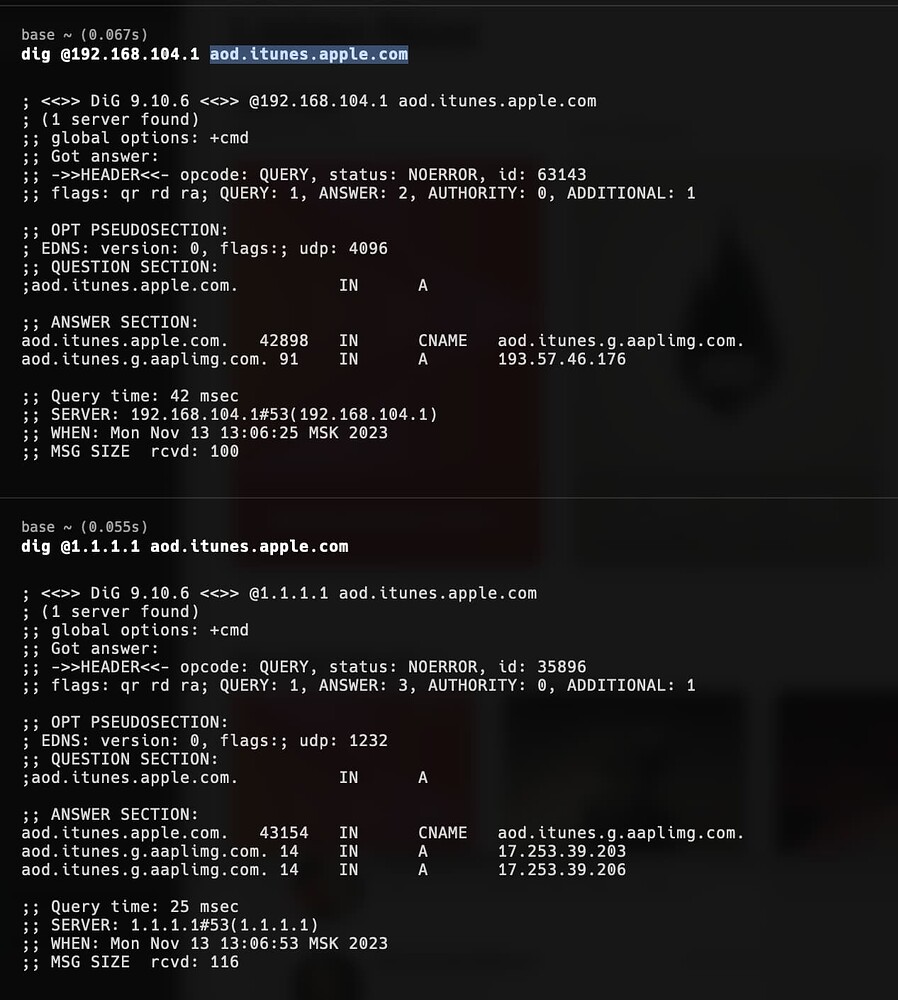 base ~ (0.067s)
dig @192.168.104.1 aod.itunes.apple.com
; <<>> DiG 9.10.6 <<>> @192.168.104.1 aod.itunes.apple.com
; (1 server found)
;; global options: +cmd
;; Got answer:
;; ->>HEADER<<- opcode: QUERY, status: NOERROR, id: 63143
;; flags: qr rd ra; QUERY: 1, ANSWER: 2, AUTHORITY: 0, ADDITIONAL: 1
;; OPT PSEUDOSECTION:
; EDNS: version: 0, flags:; udp: 4096
;; QUESTION SECTION:
;aod.itunes.apple.com. IN A
;; ANSWER SECTION:
aod.itunes.apple.com. 42898 IN CNAME aod.itunes.g.aaplimg.com.
aod.itunes.g.aaplimg.com. 91 IN A 193.57.46.176
;; Query time: 42 msec
;; SERVER: 192.168.104.1#53(192.168.104.1)
;; WHEN: Mon Nov 13 13:06:25 MSK 2023
;; MSG SIZE rcvd: 100
base ~ (0.055s)
dig @1.1.1.1 aod.itunes.apple.com
; <<>> DiG 9.10.6 <<>> @1.1.1.1 aod.itunes.apple.com
; (1 server found)
;; global options: +cmd
;; Got answer:
;; ->>HEADER<<- opcode: QUERY, status: NOERROR, id: 35896
;; flags: qr rd ra; QUERY: 1, ANSWER: 3, AUTHORITY: 0, ADDITIONAL: 1
;; OPT PSEUDOSECTION:
; EDNS: version: 0, flags:; udp: 1232
;; QUESTION SECTION:
;aod.itunes.apple.com. IN A
;; ANSWER SECTION:
aod.itunes.apple.com. 43154 IN CNAME aod.itunes.g.aaplimg.com.
aod.itunes.g.aaplimg.com. 14 IN A 17.253.39.203
aod.itunes.g.aaplimg.com. 14 IN A 17.253.39.206
;; Query time: 25 msec
;; SERVER: 1.1.1.1#53(1.1.1.1)
;; WHEN: Mon Nov 13 13:06:53 MSK 2023
;; MSG SIZE rcvd: 116